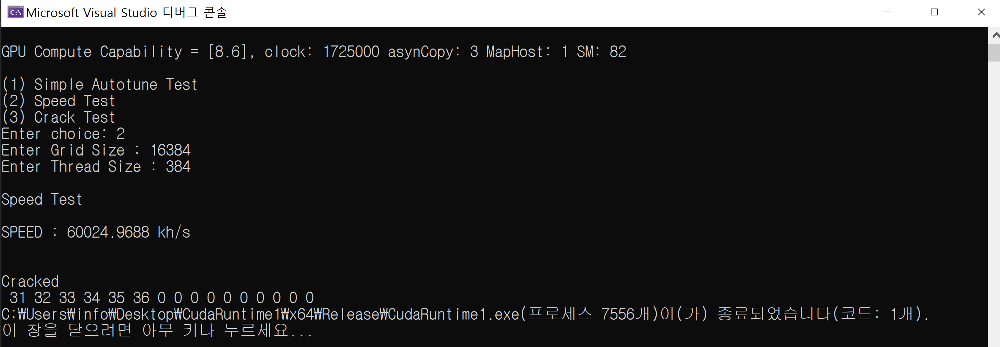 Microsoft Visual Studio 디버그 콘솔
GPU Compute Capability = [8.6], clock: 1725000 asynCopy: 3 MapHost: 1 SM: 82
(1) Simple Autotune Test
(2) Speed Test
(3) Crack Test
Enter choice: 2
Enter Grid Size : 16384
Enter Thread Size : 384
Speed Test
SPEED : 60024.9688 kh/s
Cracked
31 32 33 34 35 36 0 0 0 0 0 0 0 0 0 0
C:₩Users₩info₩Desktop₩CudaRuntime1₩x64₩Release₩CudaRuntime1.exe(프로세스 7556개)이(가) 종료되었습니다(코드: 1개).
이 창을 닫으려면 아무 키나 누르세요...